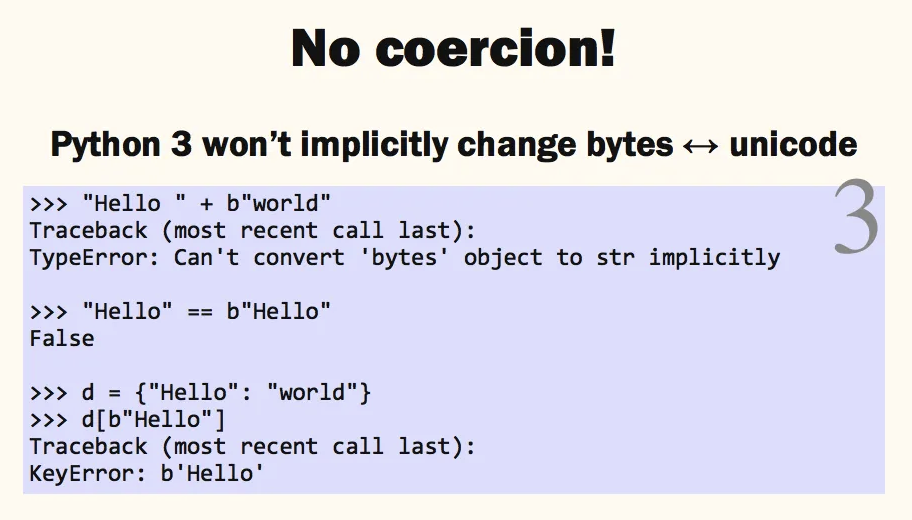 No coercion!
Python 3 won’t implicitly change bytes ↔ unicode
3
>>> "Hello " + b"world"
Traceback (most recent call last):
TypeError: Can't convert 'bytes' object to str implicitly
>>> "Hello" == b"Hello"
False
>>> d = {"Hello": "world"}
>>> d[b"Hello"]
Traceback (most recent call last):
KeyError: b'Hello'